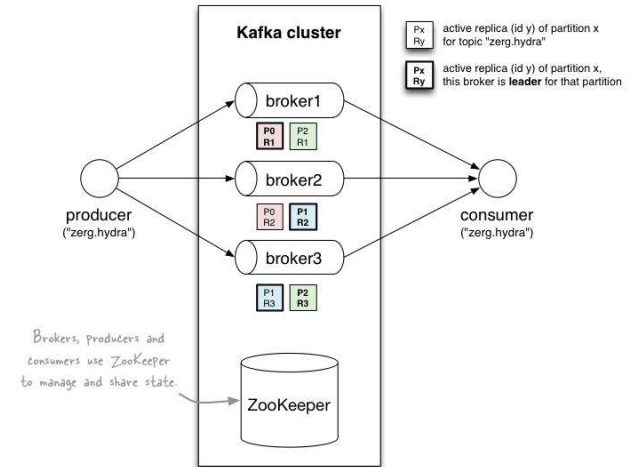 Kafka cluster
Px
Ry
active replica (id y) of partition x
for topic "zerg.hydra"
Px
Ry
active replica (id y) of partition x,
this broker is leader for that partition
broker1
P0
R1
P2
R1
broker2
P0
R2
P1
R2
broker3
P1
R3
P2
R3
producer
("zerg.hydra")
consumer
("zerg.hydra")
Brokers, producers and
consumers use ZooKeeper
to manage and share state.
ZooKeeper